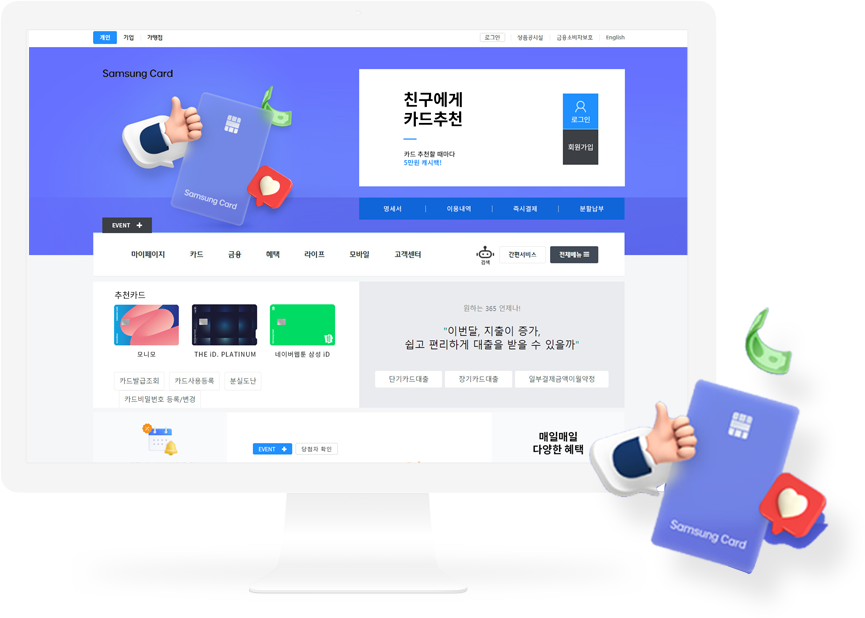 개인 기업 가맹점
로그인 상품공시실 금융소비자보호 English
Samsung Card
Samsung Card
친구에게
카드추천
카드 추천할 때마다
5만원 캐시백!
로그인
회원가입
명세서 이용내역 즉시결제 분할납부
EVENT +
마이페이지 카드 금융 혜택 라이프 모바일 고객센터
검색
간편서비스
전체메뉴
추천카드
모니모
THE iD. PLATINUM
네이버웹툰 삼성 iD
카드발급조회 카드사용등록 분실도난
카드비밀번호 등록/변경
원하는 365 언제나!
"이번달, 지출이 증가,
쉽고 편리하게 대출을 받을 수 있을까"
단기카드대출 장기카드대출 일부결제금액이월약정
EVENT +
당첨자 확인
매일매일
다양한 혜택
Samsung Card